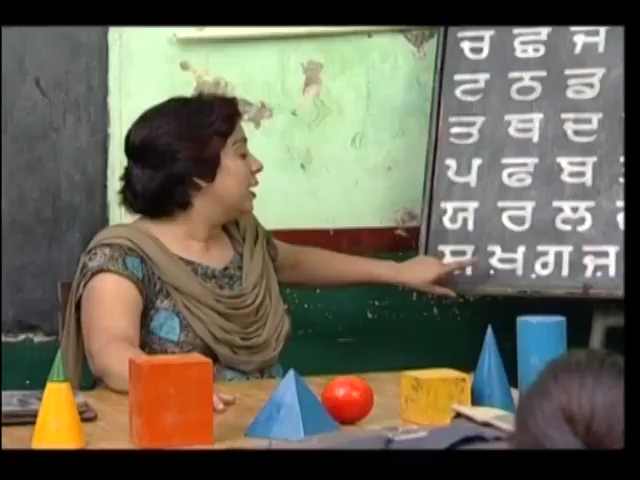 ਚ ਛ ਜ
ਟ ਠ ਡ
ਤ ਥ ਦ
ਪ ਫ ਬ
ਯ ਰ ਲ
ਸ਼ ਖ਼ ਗ਼ ਜ਼